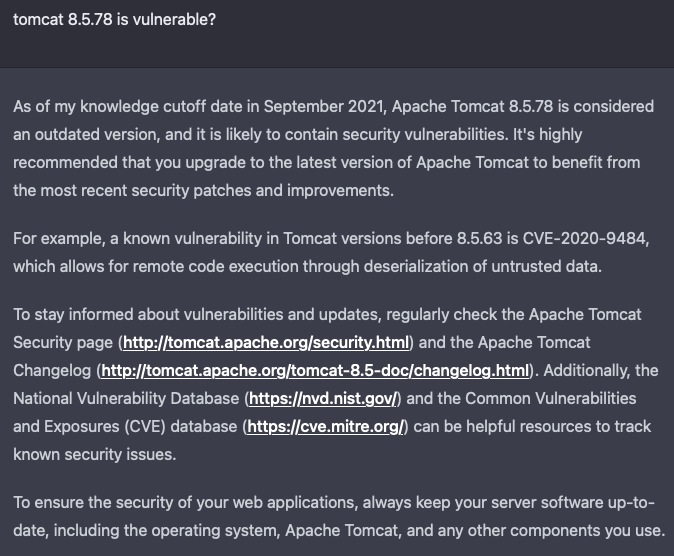 tomcat 8.5.78 is vulnerable?
As of my knowledge cutoff date in September 2021, Apache Tomcat 8.5.78 is considered
an outdated version, and it is likely to contain security vulnerabilities. It's highly
recommended that you upgrade to the latest version of Apache Tomcat to benefit from
the most recent security patches and improvements.
For example, a known vulnerability in Tomcat versions before 8.5.63 is CVE-2020-9484,
which allows for remote code execution through deserialization of untrusted data.
To stay informed about vulnerabilities and updates, regularly check the Apache Tomcat
Security page (http://tomcat.apache.org/security.html) and the Apache Tomcat
Changelog (http://tomcat.apache.org/tomcat-8.5-doc/changelog.html). Additionally, the
National Vulnerability Database (https://nvd.nist.gov/) and the Common Vulnerabilities
and Exposures (CVE) database (https://cve.mitre.org/) can be helpful resources to track
known security issues.
To ensure the security of your web applications, always keep your server software up-to-
date, including the operating system, Apache Tomcat, and any other components you use.